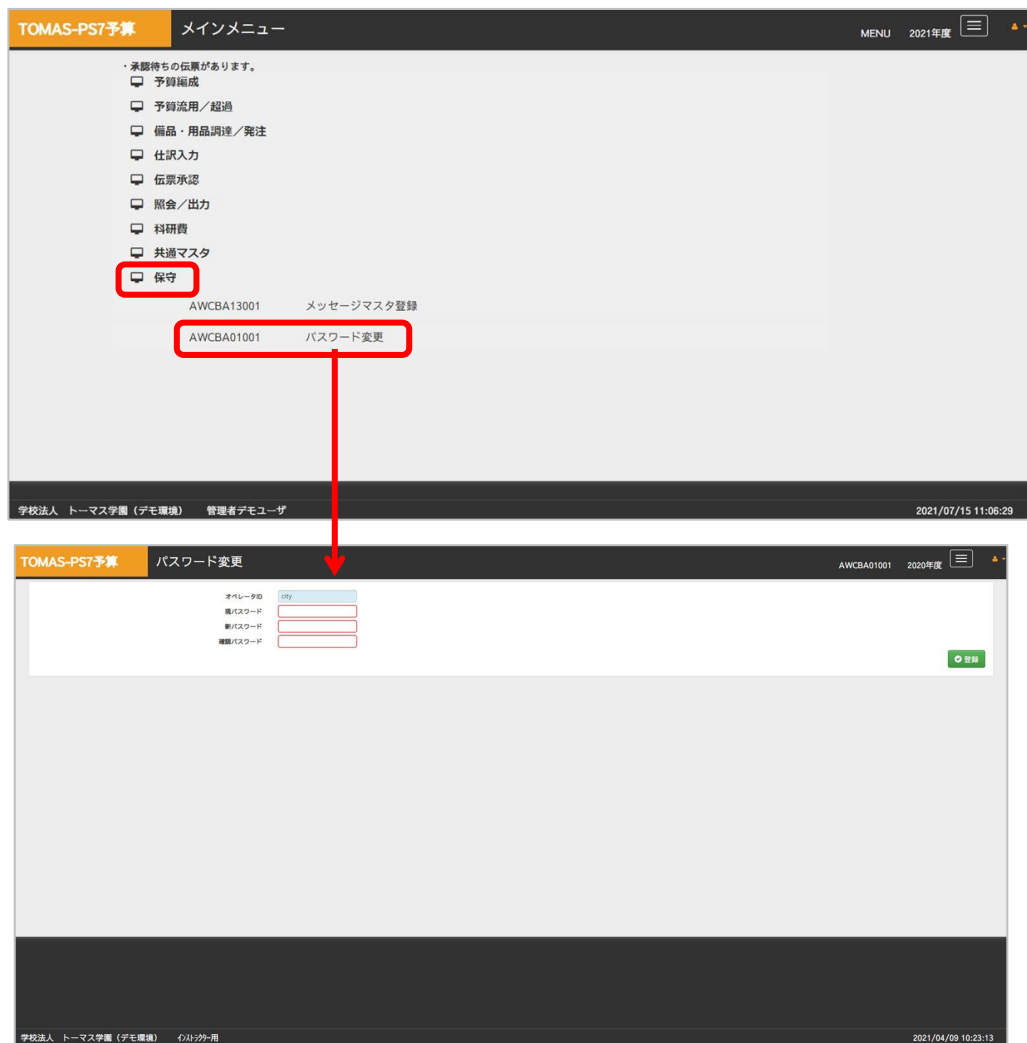 TOMAS-PS7予算 メインメニュー MENU 2021年度
・承認待ちの伝票があります。
予算編成
予算流用／超過
備品・用品調達／発注
仕訳入力
伝票承認
照会／出力
科研費
共通マスタ
保守
AWCBA13001 メッセージマスタ登録
AWCBA01001 パスワード変更
学校法人 トーマス学園（デモ環境） 管理者デモユーザ 2021/07/15 11:06:29
TOMAS-PS7予算 パスワード変更 AWCBA01001 2020年度
オペレータID city
現パスワード
新パスワード
確認パスワード
登録
学校法人 トーマス学園（デモ環境） ｲﾝｽﾄﾗｸﾀｰ用 2021/04/09 10:23:13